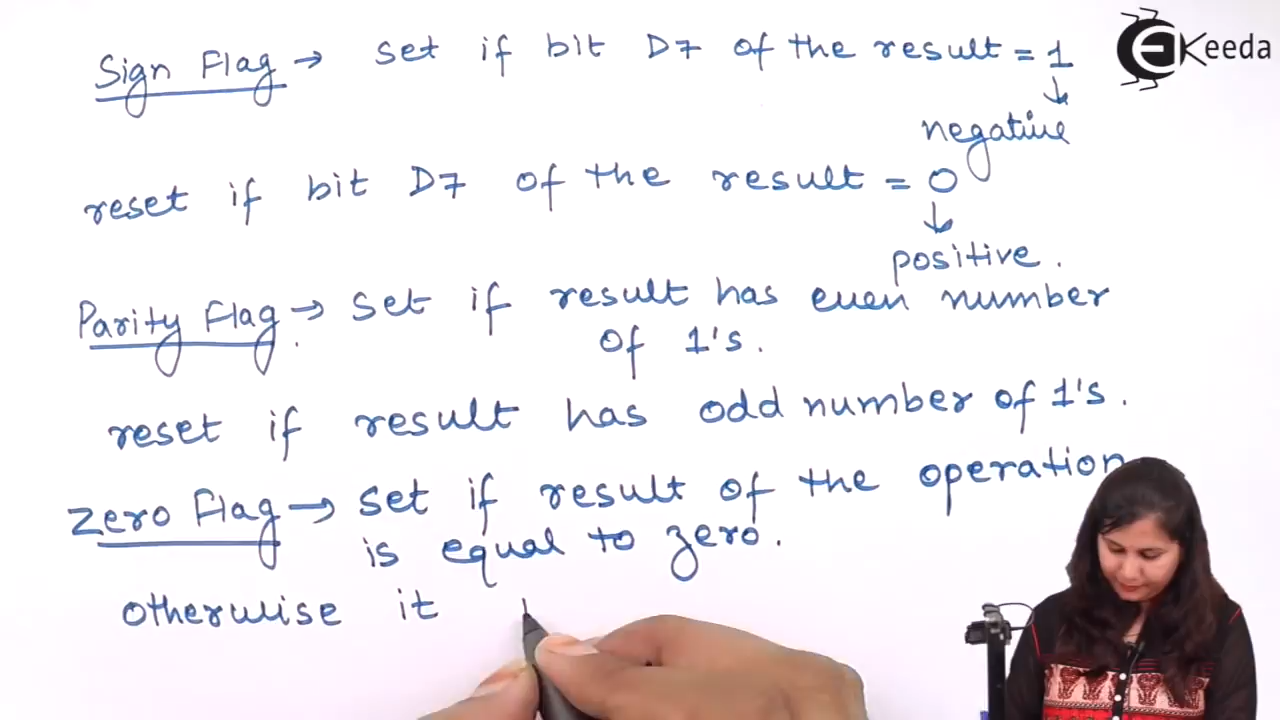 Sign Flag → set if bit D7 of the result = 1
↓
negative
reset if bit D7 of the result = 0
↓
positive.
Parity Flag → set if result has even number
of 1's.
reset if result has odd number of 1's.
Zero Flag → set if result of the operation
is equal to zero.
otherwise it
EKeeda